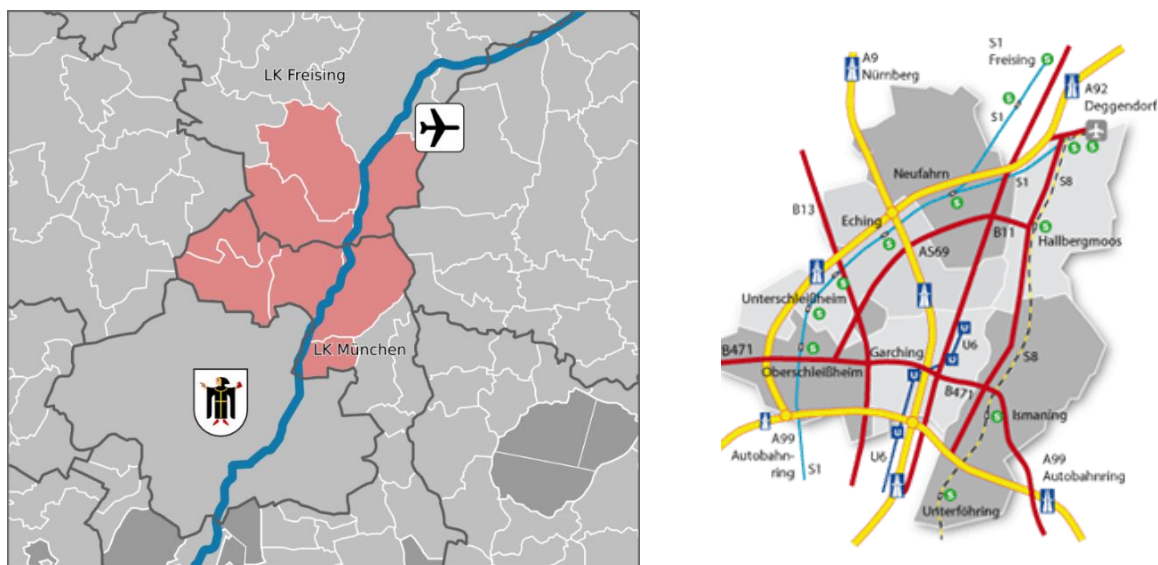 LK Freising
LK München
S1
Freising
A9
Nürnberg
A92
Deggendorf
S1
Neufahrn
S1
S8
B13
Eching
B11
Hallbergmoos
AS69
Unterschleißheim
U6
B471
Garching
S8
Oberschleißheim
B471
Ismaning
A99
Autobahn-
ring
S1
U6
A99
Autobahnring
Unterföhring